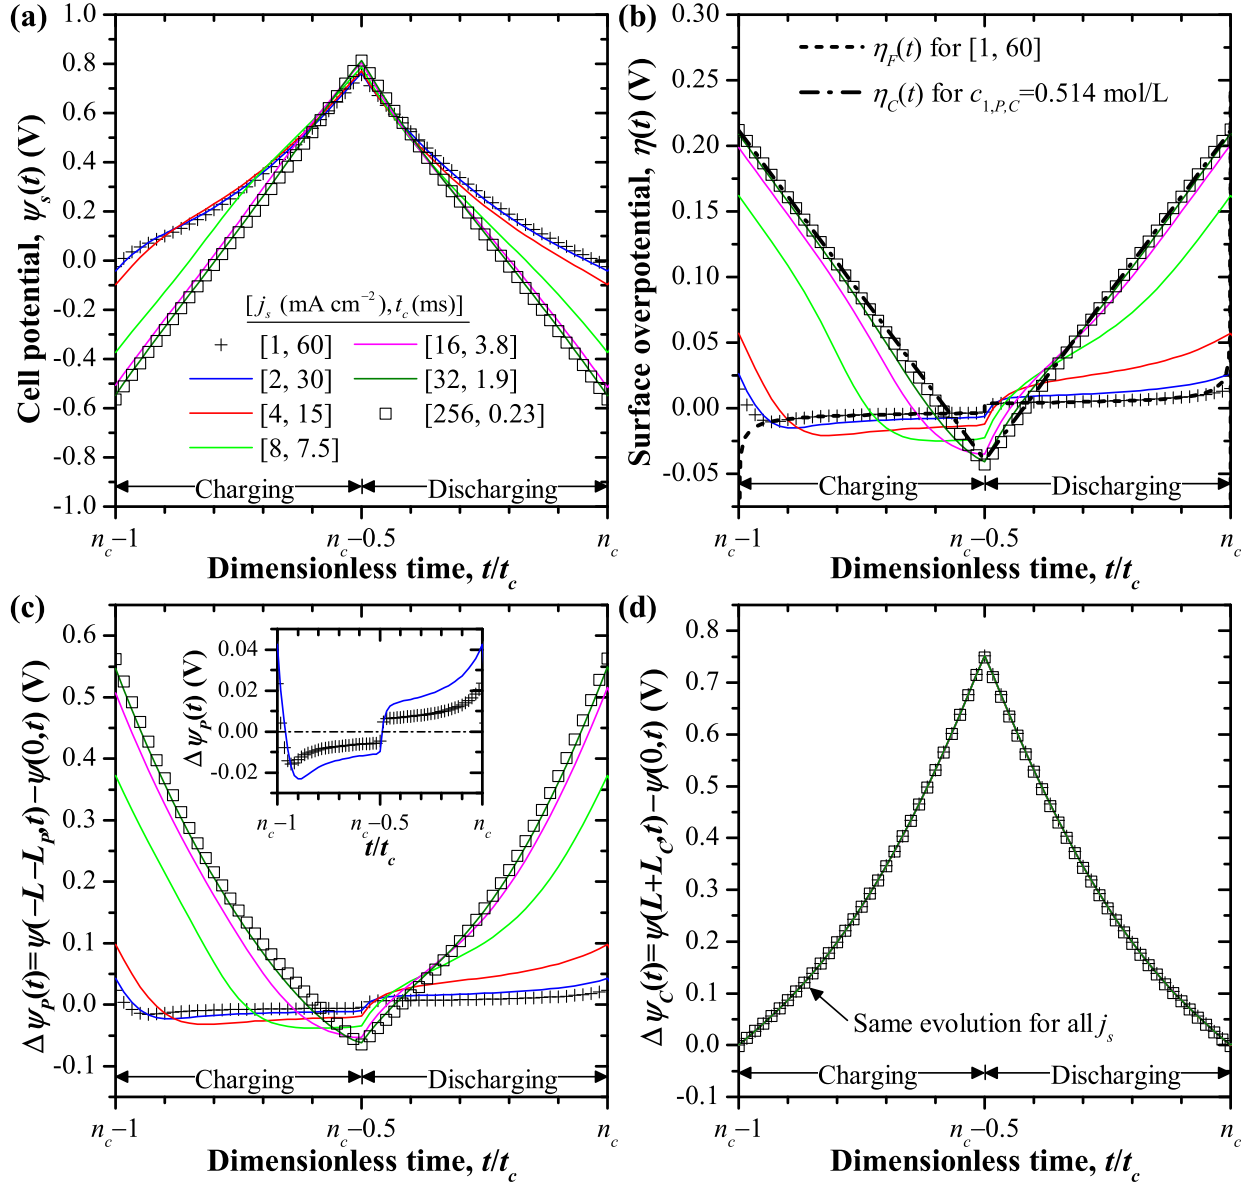 (a)
Cell potential, ψs(t) (V)
1.0
0.8
0.6
0.4
0.2
0.0
-0.2
-0.4
-0.6
-0.8
-1.0
[js (mA cm−2), tc (ms)]
[1, 60]
[16, 3.8]
[2, 30]
[32, 1.9]
[4, 15]
[256, 0.23]
[8, 7.5]
Charging
Discharging
nc−1
nc−0.5
nc
Dimensionless time, t/tc
(b)
Surface overpotential, η(t) (V)
0.30
0.25
0.20
0.15
0.10
0.05
0.00
-0.05
ηF(t) for [1, 60]
ηC(t) for c1,P,C=0.514 mol/L
Charging
Discharging
nc−1
nc−0.5
nc
Dimensionless time, t/tc
(c)
ΔψP(t)=ψ(−L−LP,t)−ψ(0,t) (V)
0.6
0.5
0.4
0.3
0.2
0.1
0.0
-0.1
ΔψP(t) (V)
0.04
0.02
0.00
-0.02
nc−1
nc−0.5
nc
t/tc
Charging
Discharging
nc−1
nc−0.5
nc
Dimensionless time, t/tc
(d)
ΔψC(t)=ψ(L+LC,t)−ψ(0,t) (V)
0.8
0.7
0.6
0.5
0.4
0.3
0.2
0.1
0.0
-0.1
Same evolution for all js
Charging
Discharging
nc−1
nc−0.5
nc
Dimensionless time, t/tc